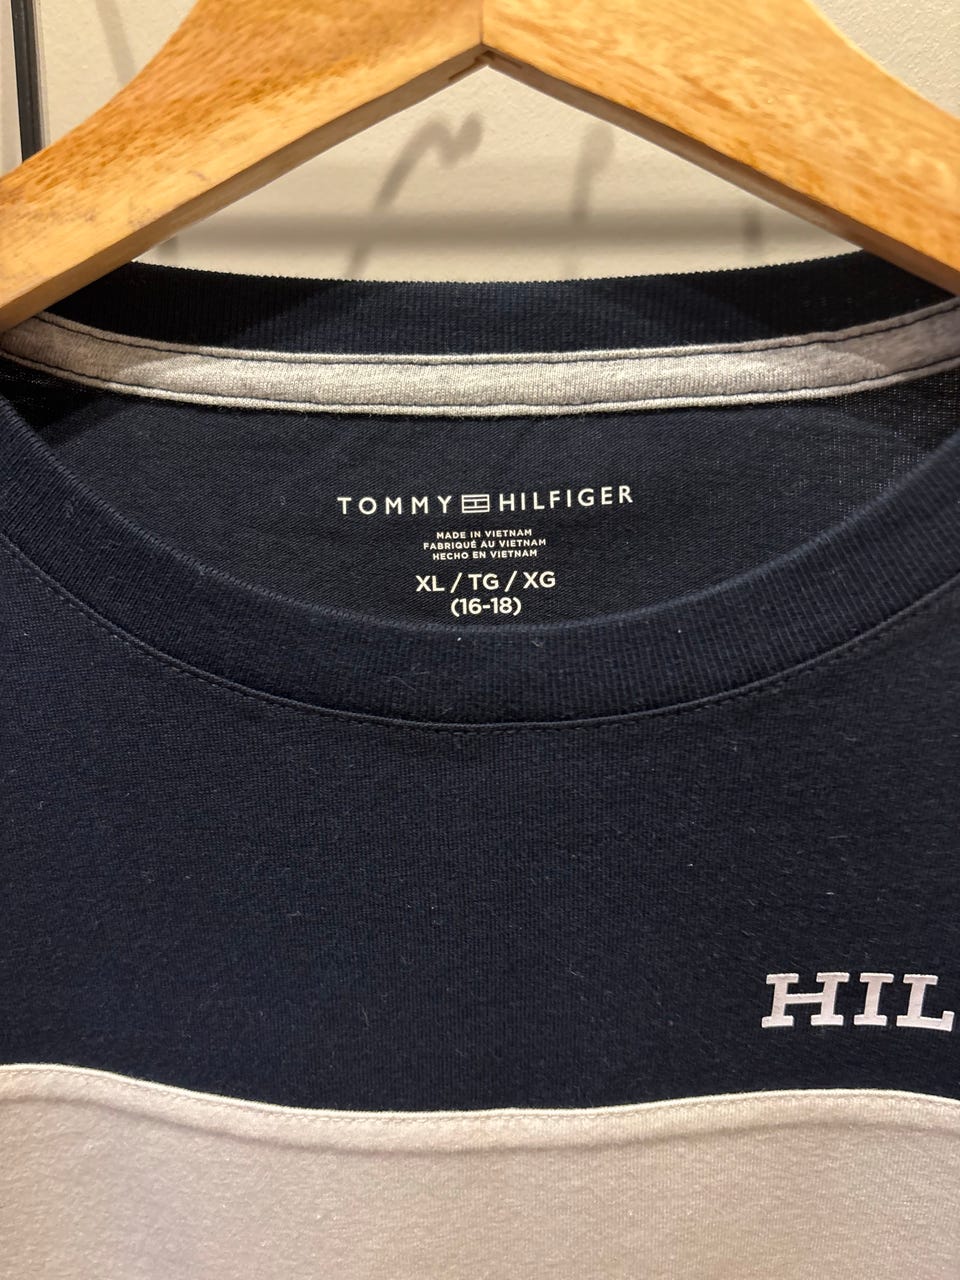 TOMMY HILFIGER
MADE IN VIETNAM
FABRIQUÉ AU VIETNAM
HECHO EN VIETNAM
XL / TG / XG
(16-18)
HIL